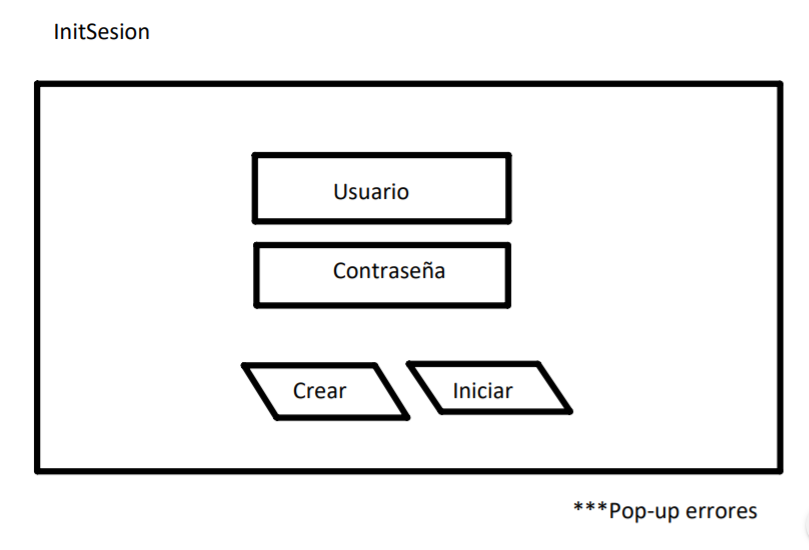 InitSesion
Usuario
Contraseña
Crear
Iniciar
***Pop-up errores